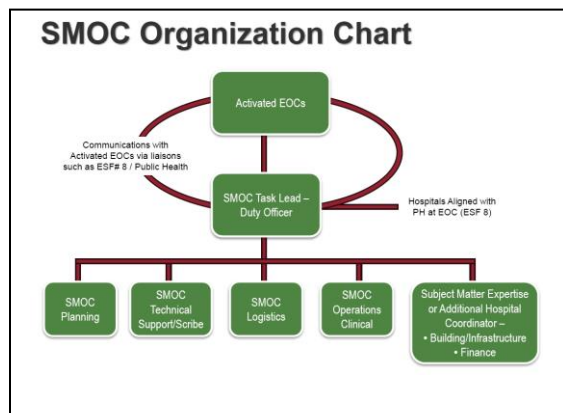 SMOC Organization Chart
Activated EOCs
Communications with
Activated EOCs via liaisons
such as ESF# 8 / Public Health
SMOC Task Lead –
Duty Officer
Hospitals Aligned with
PH at EOC (ESF 8)
SMOC
Planning
SMOC
Technical
Support/Scribe
SMOC
Logistics
SMOC
Operations
Clinical
Subject Matter Expertise
or Additional Hospital
Coordinator –
• Building/Infrastructure
• Finance